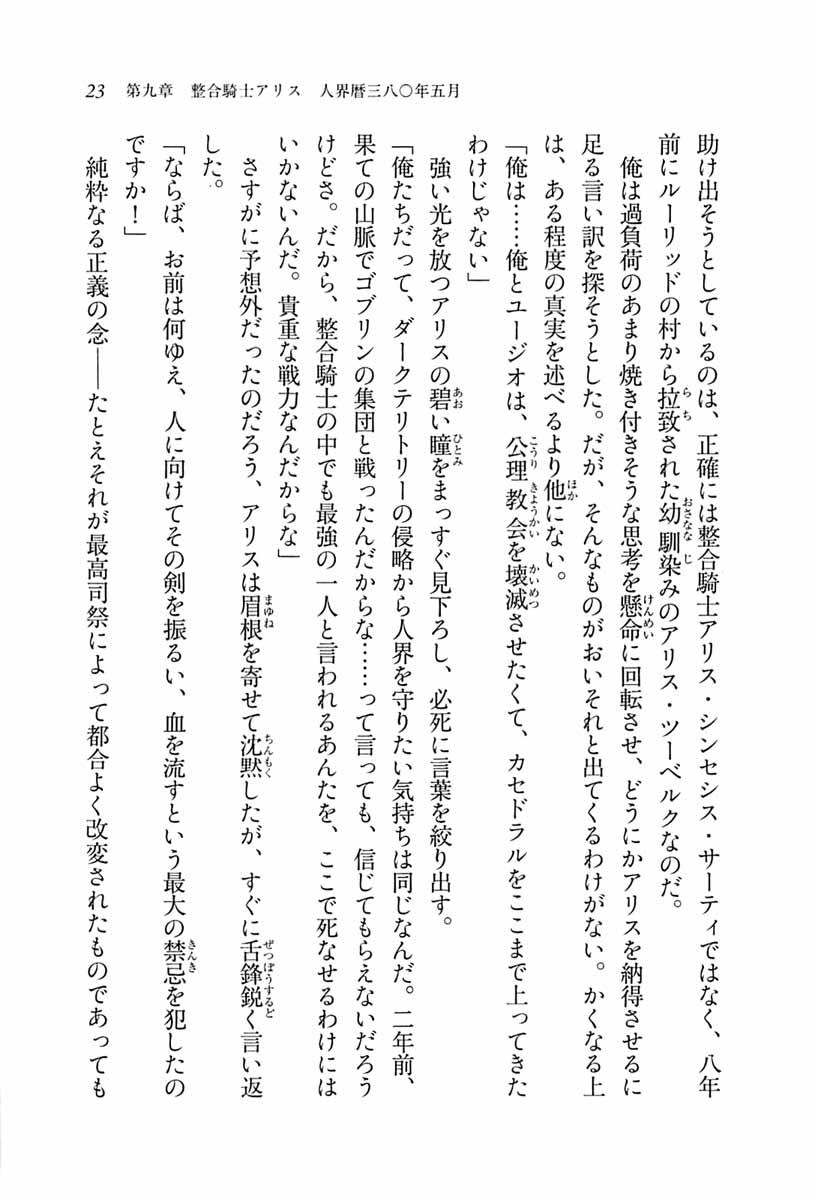 23 第九章 整合騎士アリス 人界暦三八〇年五月
助け出そうとしているのは、正確には整合騎士アリス・シンセシス・サーティではなく、八年
前にルーリッドの村から拉致された幼馴染みのアリス・ツーベルクなのだ。
俺は過負荷のあまり焼き付きそうな思考を懸命に回転させ、どうにかアリスを納得させるに
足る言い訳を探そうとした。だが、そんなものがおいそれと出てくるわけがない。かくなる上
は、ある程度の真実を述べるより他にない。
「俺は……俺とユージオは、公理教会を壊滅させたくて、カセドラルをここまで上ってきた
わけじゃない」
強い光を放つアリスの碧い瞳をまっすぐ見下ろし、必死に言葉を絞り出す。
「俺たちだって、ダークテリトリーの侵略から人界を守りたい気持ちは同じなんだ。二年前、
果ての山脈でゴブリンの集団と戦ったんだからな……って言っても、信じてもらえないだろう
けどさ。だから、整合騎士の中でも最強の一人と言われるあんたを、ここで死なせるわけには
いかないんだ。貴重な戦力なんだからな」
さすがに予想外だったのだろう、アリスは眉根を寄せて沈黙したが、すぐに舌鋒鋭く言い返
した。
「ならば、お前は何ゆえ、人に向けてその剣を振るい、血を流すという最大の禁忌を犯したの
ですか！」
純粋なる正義の念――たとえそれが最高司祭によって都合よく改変されたものであっても